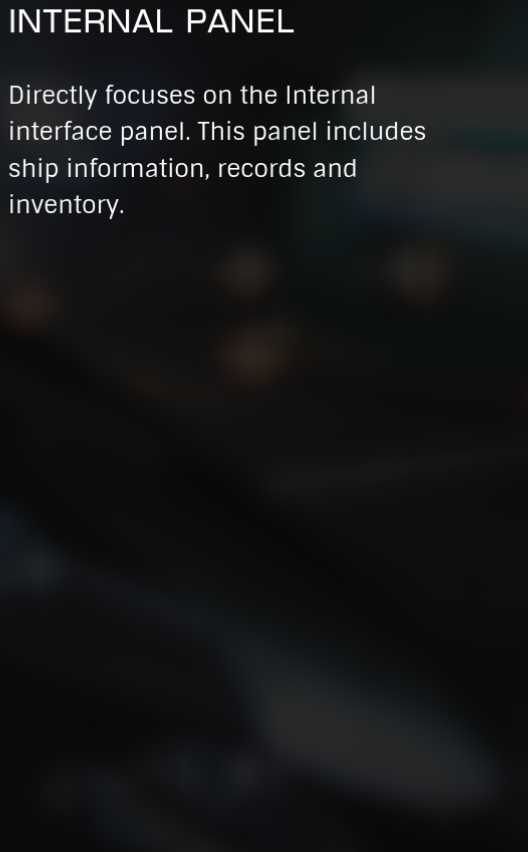 INTERNAL PANEL
Directly focuses on the Internal
interface panel. This panel includes
ship information, records and
inventory.